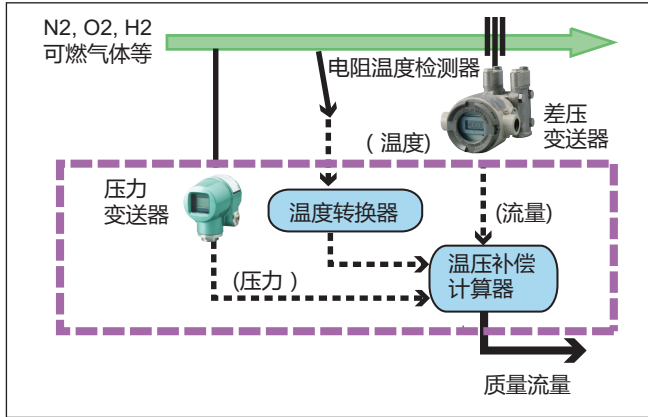 N2, O2, H2
可燃气体等
电阻温度检测器
差压
变送器
(温度)
压力
变送器
温度转换器
(流量)
温压补偿
计算器
(压力 )
质量流量